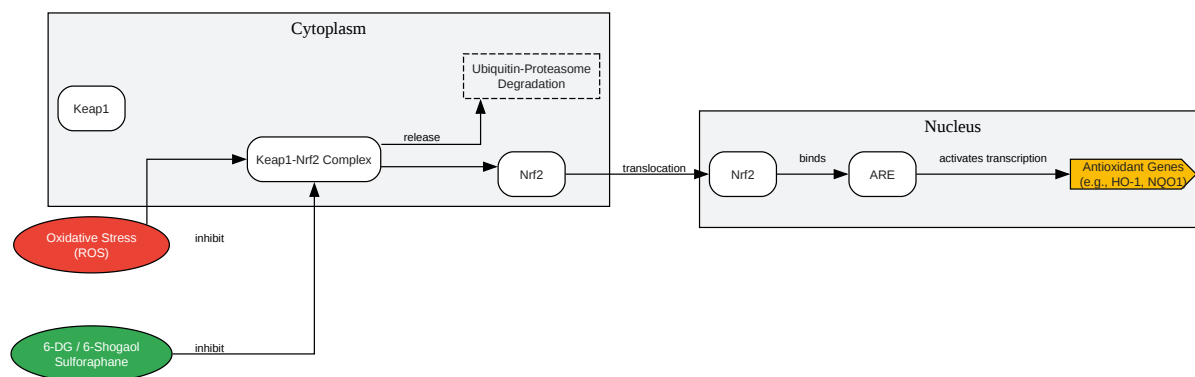 Cytoplasm
Ubiquitin-Proteasome
Degradation
Keap1
release
Keap1-Nrf2 Complex
Nrf2
translocation
Nucleus
Nrf2
binds
ARE
activates transcription
Antioxidant Genes
(e.g., HO-1, NQO1)
Oxidative Stress
(ROS)
inhibit
6-DG / 6-Shogaol
Sulforaphane
inhibit